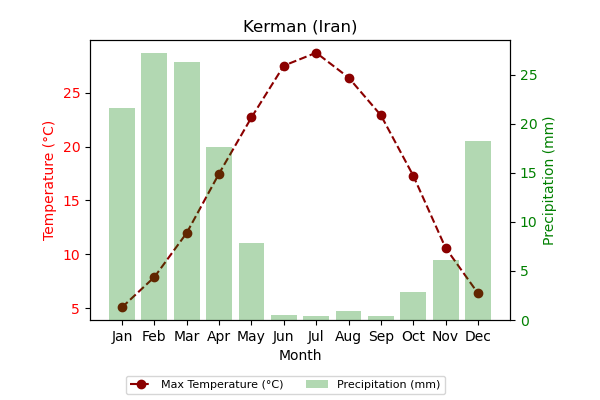 Kerman (Iran)
Temperature (°C)
25
20
15
10
5
25
20
15
10
5
0
Precipitation (mm)
Jan Feb Mar Apr May Jun Jul Aug Sep Oct Nov Dec
Month
Max Temperature (°C) Precipitation (mm)